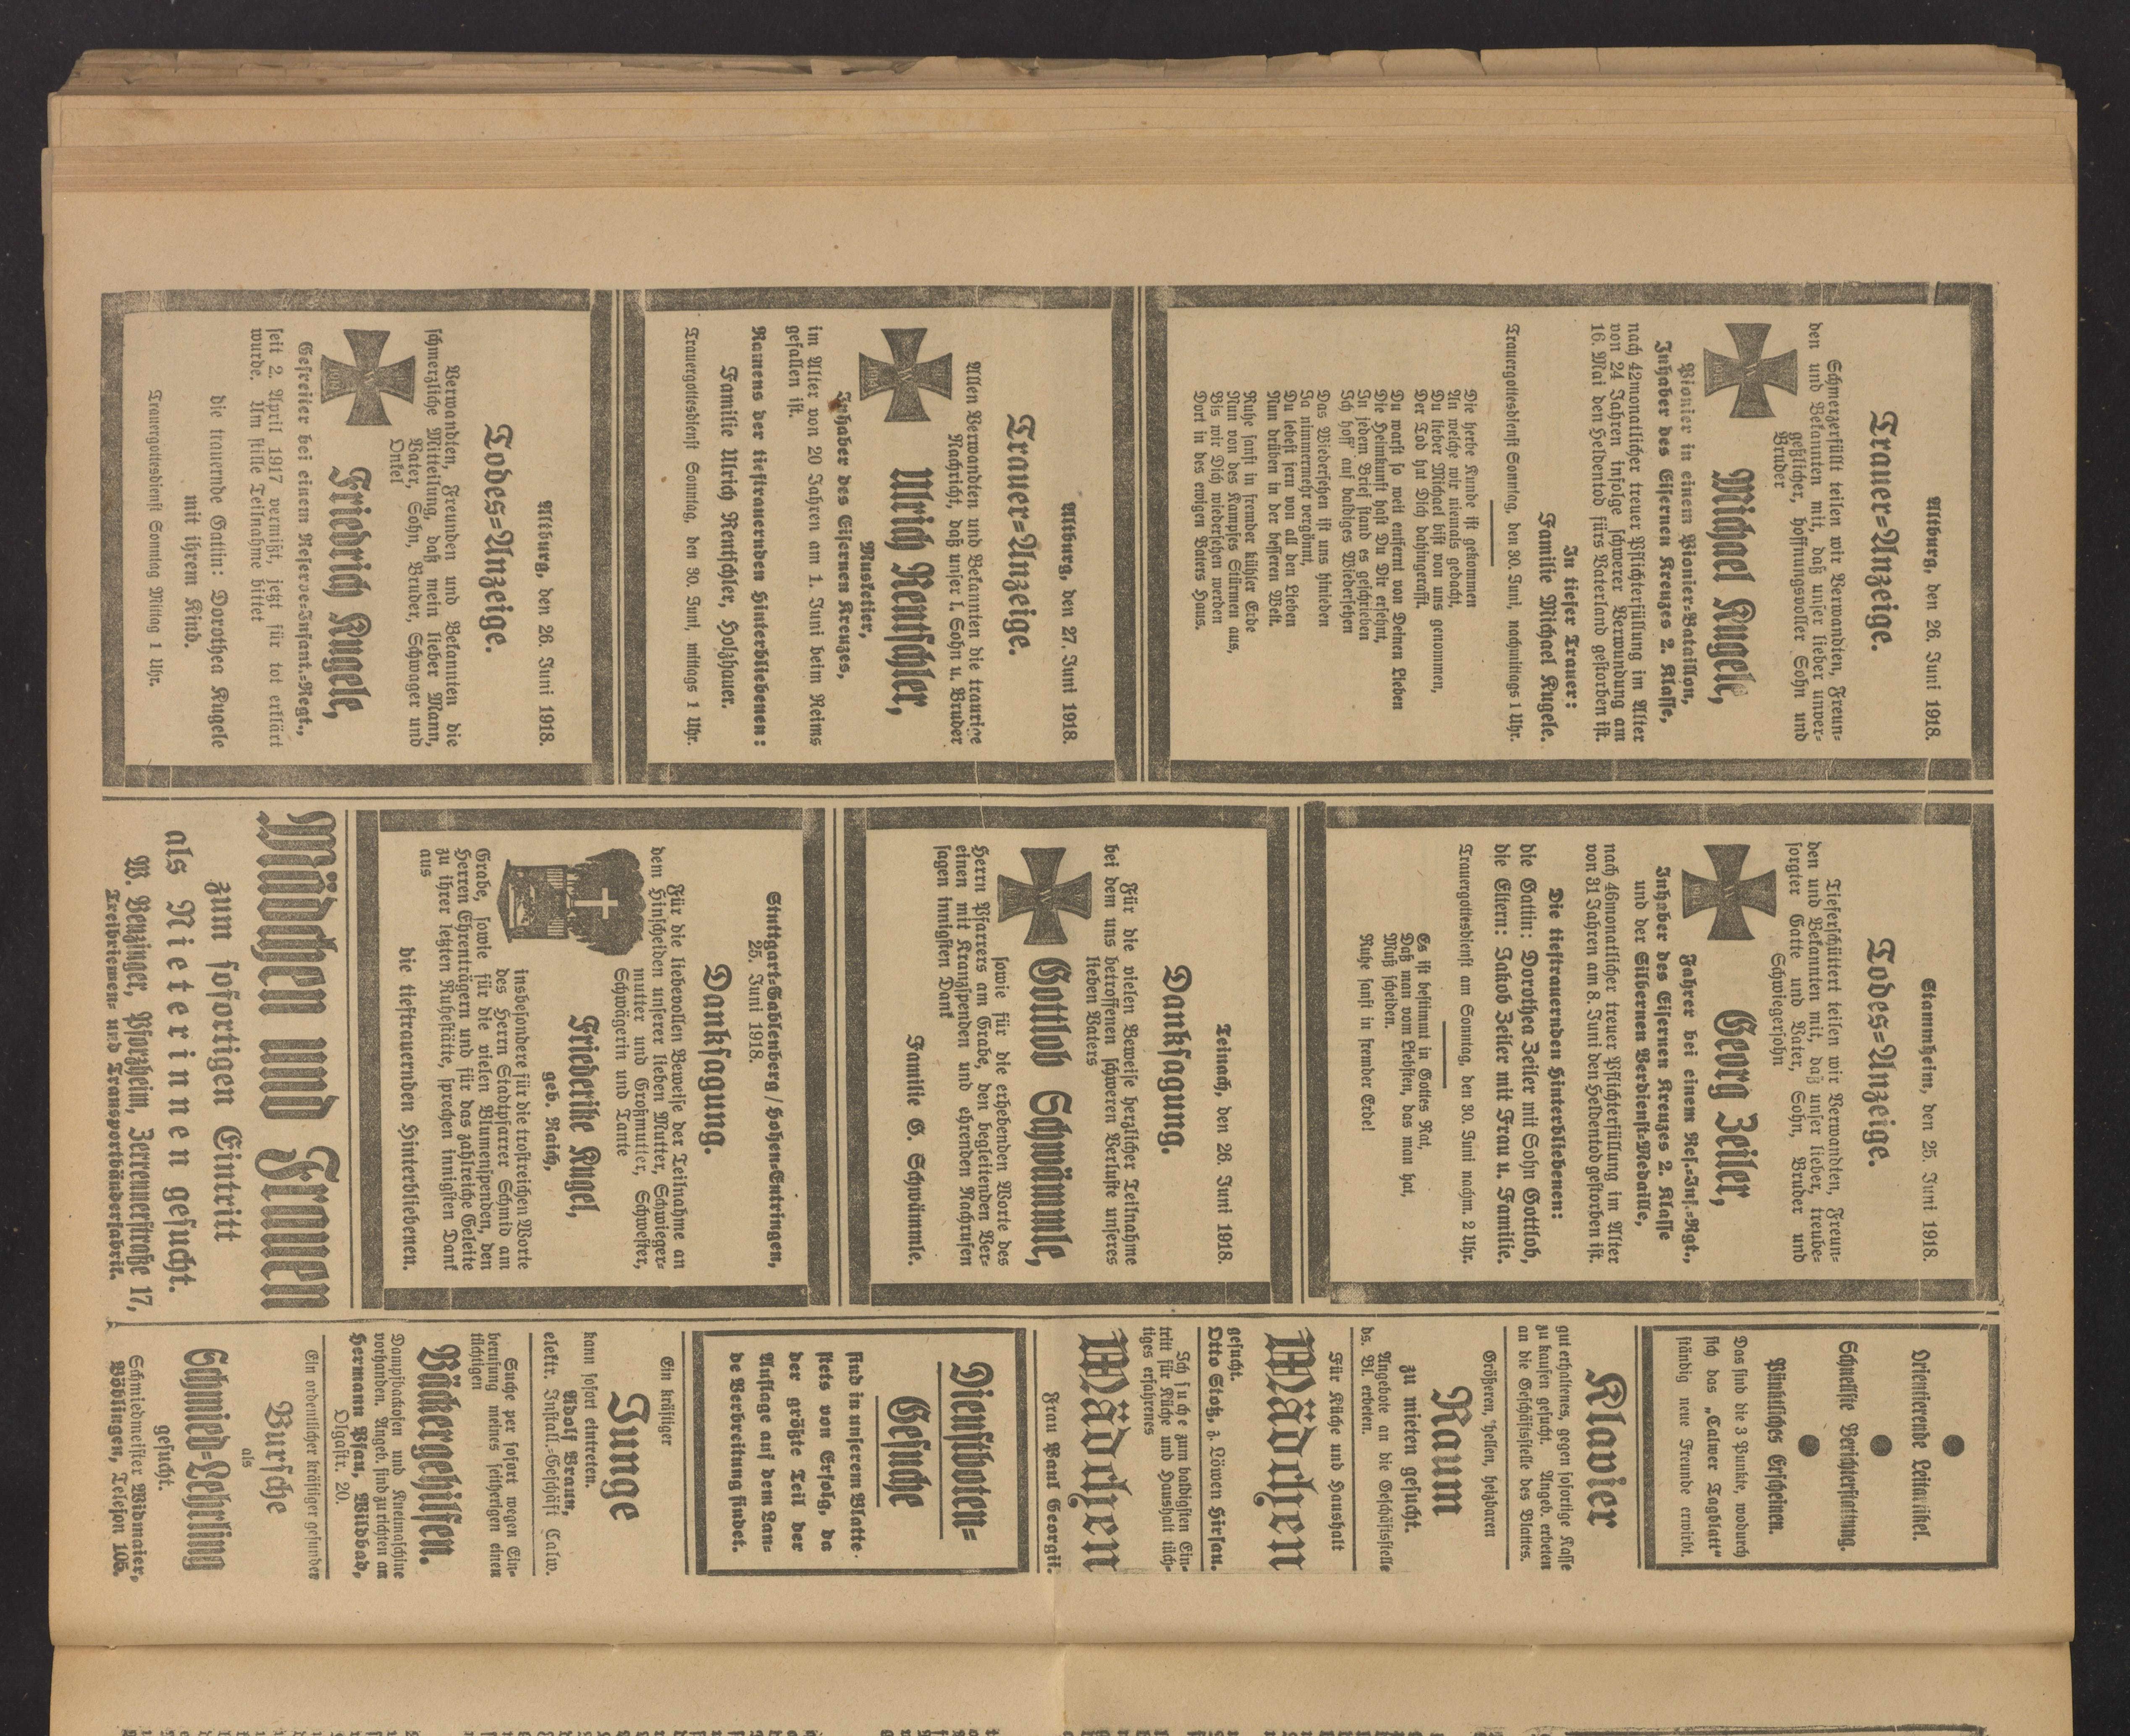 Altburg, den 26. Juni 1918.
Trauer-Anzeige.
Schmerzerfüllt teilen wir Verwandten, Freun-
den und Bekannten mit, daß unser lieber unver-
geßlicher, hoffnungsvoller Sohn und
Bruder
Michael Kugele,
Pionier in einem Pionier-Bataillon,
Inhaber des Eisernen Kreuzes 2. Klasse,
nach 42monatlicher treuer Pflichterfüllung im Alter
von 24 Jahren infolge schwerer Verwundung am
16. Mai den Heldentod fürs Vaterland gestorben ist.
In tiefer Trauer:
Familie Michael Kugele.
Trauergottesdienst Sonntag, den 30. Juni, nachmittags 1 Uhr.
Die herbe Kunde ist gekommen
An welche wir niemals gedacht,
Du lieber Michael bist von uns genommen,
Der Tod hat Dich dahingerafft.
Du warst so weit entfernt von Deinen Lieben
Die Heimkunft hast Du Dir ersehnt,
In jedem Brief stand es geschrieben
Ich hoff' auf baldiges Wiedersehen
Das Wiedersehen ist uns hinieden
Ja nimmermehr vergönnt,
Du lebest fern von all den Lieben
Nun drüben in der besseren Welt.
Ruhe sanft in fremder kühler Erde
Nun von des Kampfes Stürmen aus,
Bis wir Dich wiedersehen werden
Dort in des ewigen Vaters Haus.
Altburg, den 27. Juni 1918.
Trauer-Anzeige.
Allen Verwandten und Bekannten die traurige
Nachricht, daß unser l. Sohn u. Bruder
Ulrich Rentschler,
Musketier,
Inhaber des Eisernen Kreuzes,
im Alter von 20 Jahren am 1. Juni beim Reims
gefallen ist.
Namens der tieftrauernden Hinterbliebenen:
Familie Ulrich Rentschler, Holzhauer.
Trauergottesdienst Sonntag, den 30. Juni, mittags 1 Uhr.
Altburg, den 26. Juni 1918.
Todes-Anzeige.
Verwandten, Freunden und Bekannten die
schmerzliche Mitteilung, daß mein lieber Mann,
Vater, Sohn, Bruder, Schwager und
Onkel
Friedrich Kugele,
Gefreiter bei einem Reserve-Infant.-Regt.,
seit 2. April 1917 vermißt, jetzt für tot erklärt
wurde. Um stille Teilnahme bittet
die trauernde Gattin: Dorothea Kugele
mit ihrem Kind.
Trauergottesdienst Sonntag Mittag 1 Uhr.
Stammheim, den 25. Juni 1918.
Todes-Anzeige.
Tieferschüttert teilen wir Verwandten, Freun-
den und Bekannten mit, daß unser lieber, treube-
sorgter Gatte und Vater, Sohn, Bruder und
Schwiegersohn
Georg Zeiler,
Fahrer bei einem Res.-Inf.-Rgt.,
Inhaber des Eisernen Kreuzes 2. Klasse
und der Silbernen Verdienst-Medaille,
nach 46monatlicher treuer Pflichterfüllung im Alter
von 31 Jahren am 8. Juni den Heldentod gestorben ist.
Die tieftrauernden Hinterbliebenen:
die Gattin: Dorothea Zeiler mit Sohn Gottlob,
die Eltern: Jakob Zeiler mit Frau u. Familie.
Trauergottesdienst am Sonntag, den 30. Juni nachm. 2 Uhr.
Es ist bestimmt in Gottes Rat,
Daß man vom Liebsten, das man hat,
Muß scheiden.
Ruhe sanft in fremder Erde!
Teinach, den 26. Juni 1918.
Danksagung.
Für die vielen Beweise herzlicher Teilnahme
bei dem uns betroffenen schweren Verluste unseres
lieben Vaters
Gottlob Schwämmle,
sowie für die erhebenden Worte des
Herrn Pfarrers am Grabe, den begleitenden Ver-
einen mit Kranzspenden und ehrenden Nachrufen
sagen innigsten Dank
Familie G. Schwämmle.
Stuttgart-Gablenberg / Hohen-Entringen,
25. Juni 1918.
Danksagung.
Für die liebevollen Beweise der Teilnahme an
dem Hinscheiden unserer lieben Mutter, Schwieger-
mutter und Großmutter, Schwester,
Schwägerin und Tante
Friederike Kugel,
geb. Raich,
insbesondere für die trostreichen Worte
des Herrn Stadtpfarrer Schmid am
Grabe, sowie für die vielen Blumenspenden, den
Herren Ehrenträgern und für das zahlreiche Geleite
zu ihrer letzten Ruhestätte, sprechen innigsten Dank
aus
die tieftrauernden Hinterbliebenen.
Mädchen und Frauen
zum sofortigen Eintritt
als Nieterinnen gesucht.
W. Benzinger, Pforzheim, Zerrennerstraße 17,
Treibriemen- und Transportbänderfabrik.
Orientierende Leitartikel.
Schnellste Berichterstattung.
Pünktliches Erscheinen.
Das sind die 3 Punkte, wodurch
sich das „Calwer Tagblatt“
ständig neue Freunde erwirbt.
Klavier
gut erhaltenes, gegen sofortige Kasse
zu kaufen gesucht. Angeb. erbeten
an die Geschäftsstelle des Blattes.
Größeren, hellen, heizbaren
Raum
zu mieten gesucht.
Angebote an die Geschäftsstelle
ds. Bl. erbeten.
Für Küche und Haushalt
Mädchen
gesucht.
Otto Stotz, z. Löwen Hirsau.
Ich suche zum baldigsten Ein-
tritt für Küche und Haushalt tüch-
tiges erfahrenes
Mädchen
Frau Paul Georgii.
Dienstboten-
Gesuche
sind in unserem Blatte
stets von Erfolg, da
der größte Teil der
Auflage auf dem Lan-
de Verbreitung findet.
Ein kräftiger
Junge
kann sofort eintreten.
Adolf Braun,
elektr. Install.-Geschäft Calw.
Suche per sofort wegen Ein-
berufung meines seitherigen einen
tüchtigen
Bäckergehilfen.
Dampfbackofen und Knetmaschine
vorhanden. Angeb. sind zu richten an
Hermann Pfau, Wildbad,
Olgastr. 20.
Ein ordentlicher kräftiger gesunder
Bursche
als
Schmied-Lehrling
gesucht.
Schmiedmeister Widmaier,
Böblingen, Telefon 105.